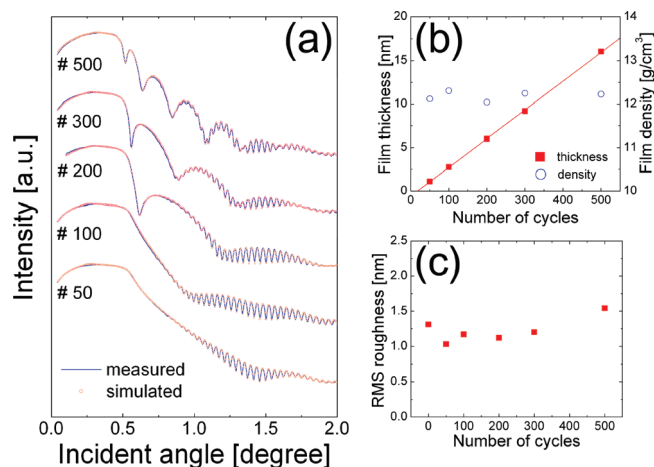 (a)
# 500
# 300
# 200
# 100
# 50
measured
simulated
Intensity [a.u.]
0.0 0.5 1.0 1.5 2.0
Incident angle [degree]
(b)
20
15
10
5
0
Film thickness [nm]
14
13
12
11
10
Film density [g/cm³]
thickness
density
0 100 200 300 400 500
Number of cycles
(c)
2.5
2.0
1.5
1.0
0.5
0.0
RMS roughness [nm]
0 100 200 300 400 500
Number of cycles